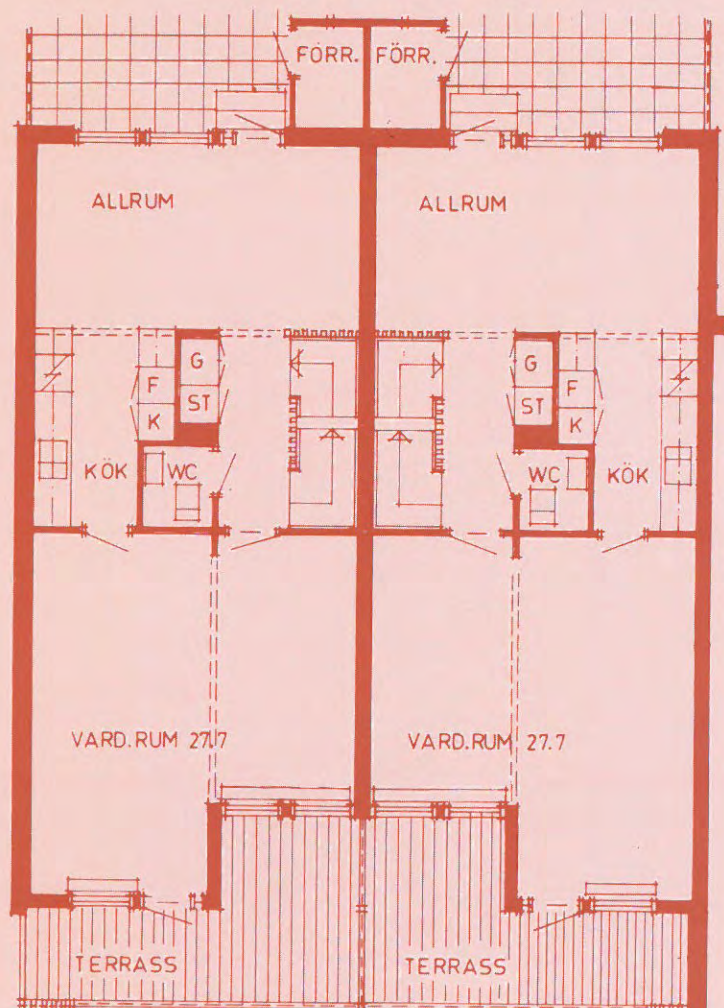 FÖRR. FÖRR.
ALLRUM ALLRUM
G G
F F
ST ST
K K
KÖK WC WC KÖK
VARD.RUM 27.7 VARD.RUM 27.7
TERRASS TERRASS